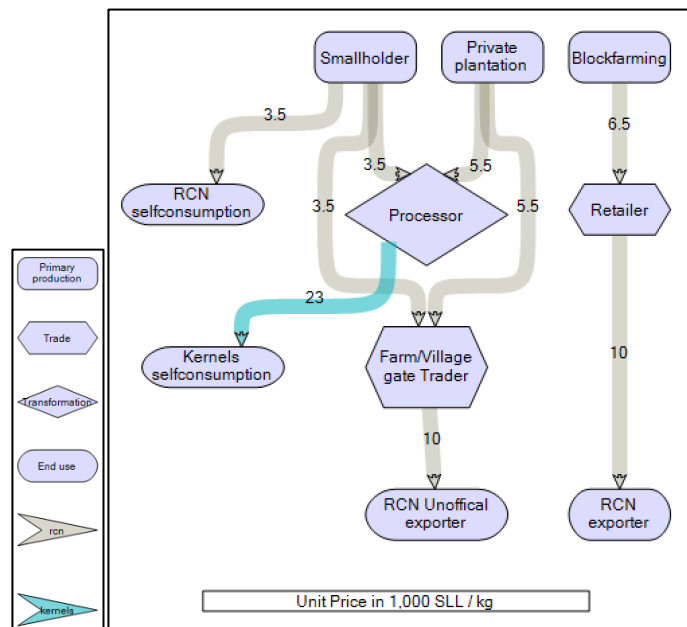 Smallholder
Private
plantation
Blockfarming
3.5
6.5
3.5
5.5
RCN
selfconsumption
3.5
Processor
5.5
Retailer
Primary
production
23
Trade
Kernels
selfconsumption
Farm/Village
gate Trader
10
Transformation
10
End use
RCN Unoffical
exporter
RCN
exporter
rcn
Unit Price in 1,000 SLL / kg
kernels